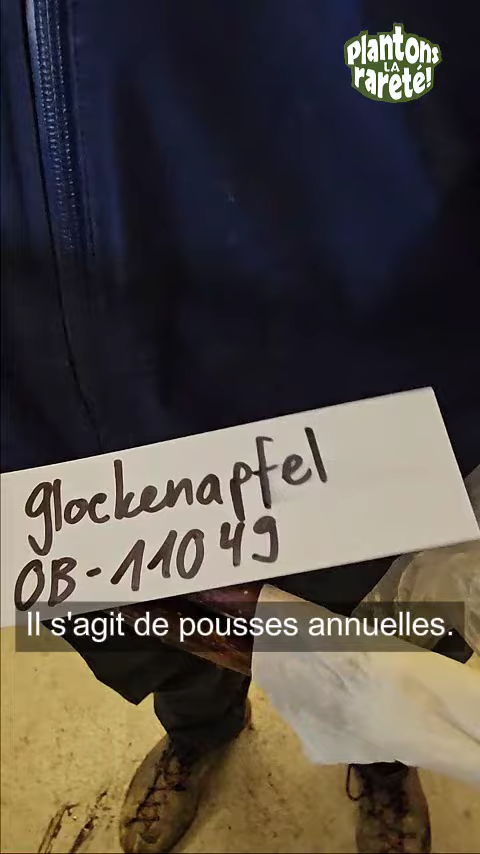 plantons
LA
rareté!
glockenapfel
OB-11049
Il s'agit de pousses annuelles.